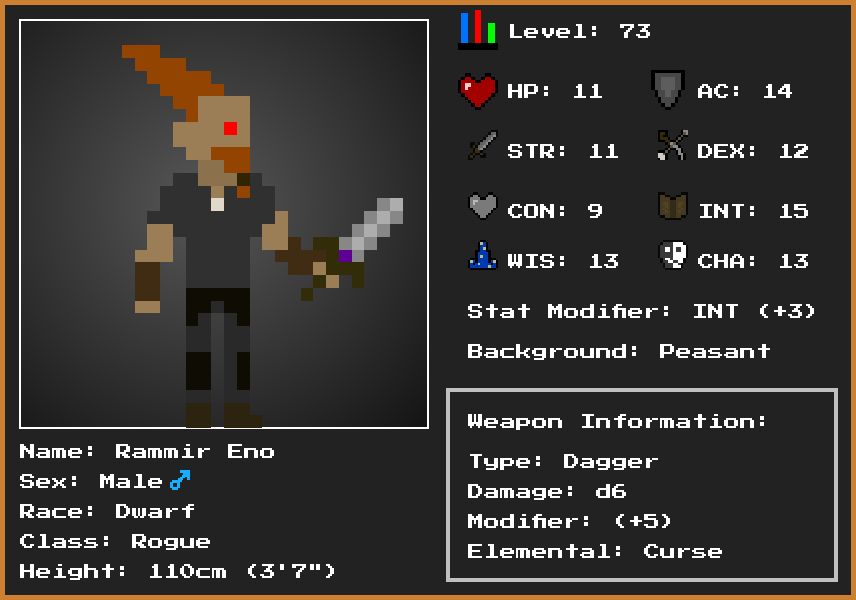 Level: 73
HP: 11 AC: 14
STR: 11 DEX: 12
CON: 9 INT: 15
WIS: 13 CHA: 13
Stat Modifier: INT (+3)
Background: Peasant
Weapon Information:
Type: Dagger
Damage: d6
Modifier: (+5)
Elemental: Curse
Name: Rammir Eno
Sex: Male♂
Race: Dwarf
Class: Rogue
Height: 110cm (3'7")